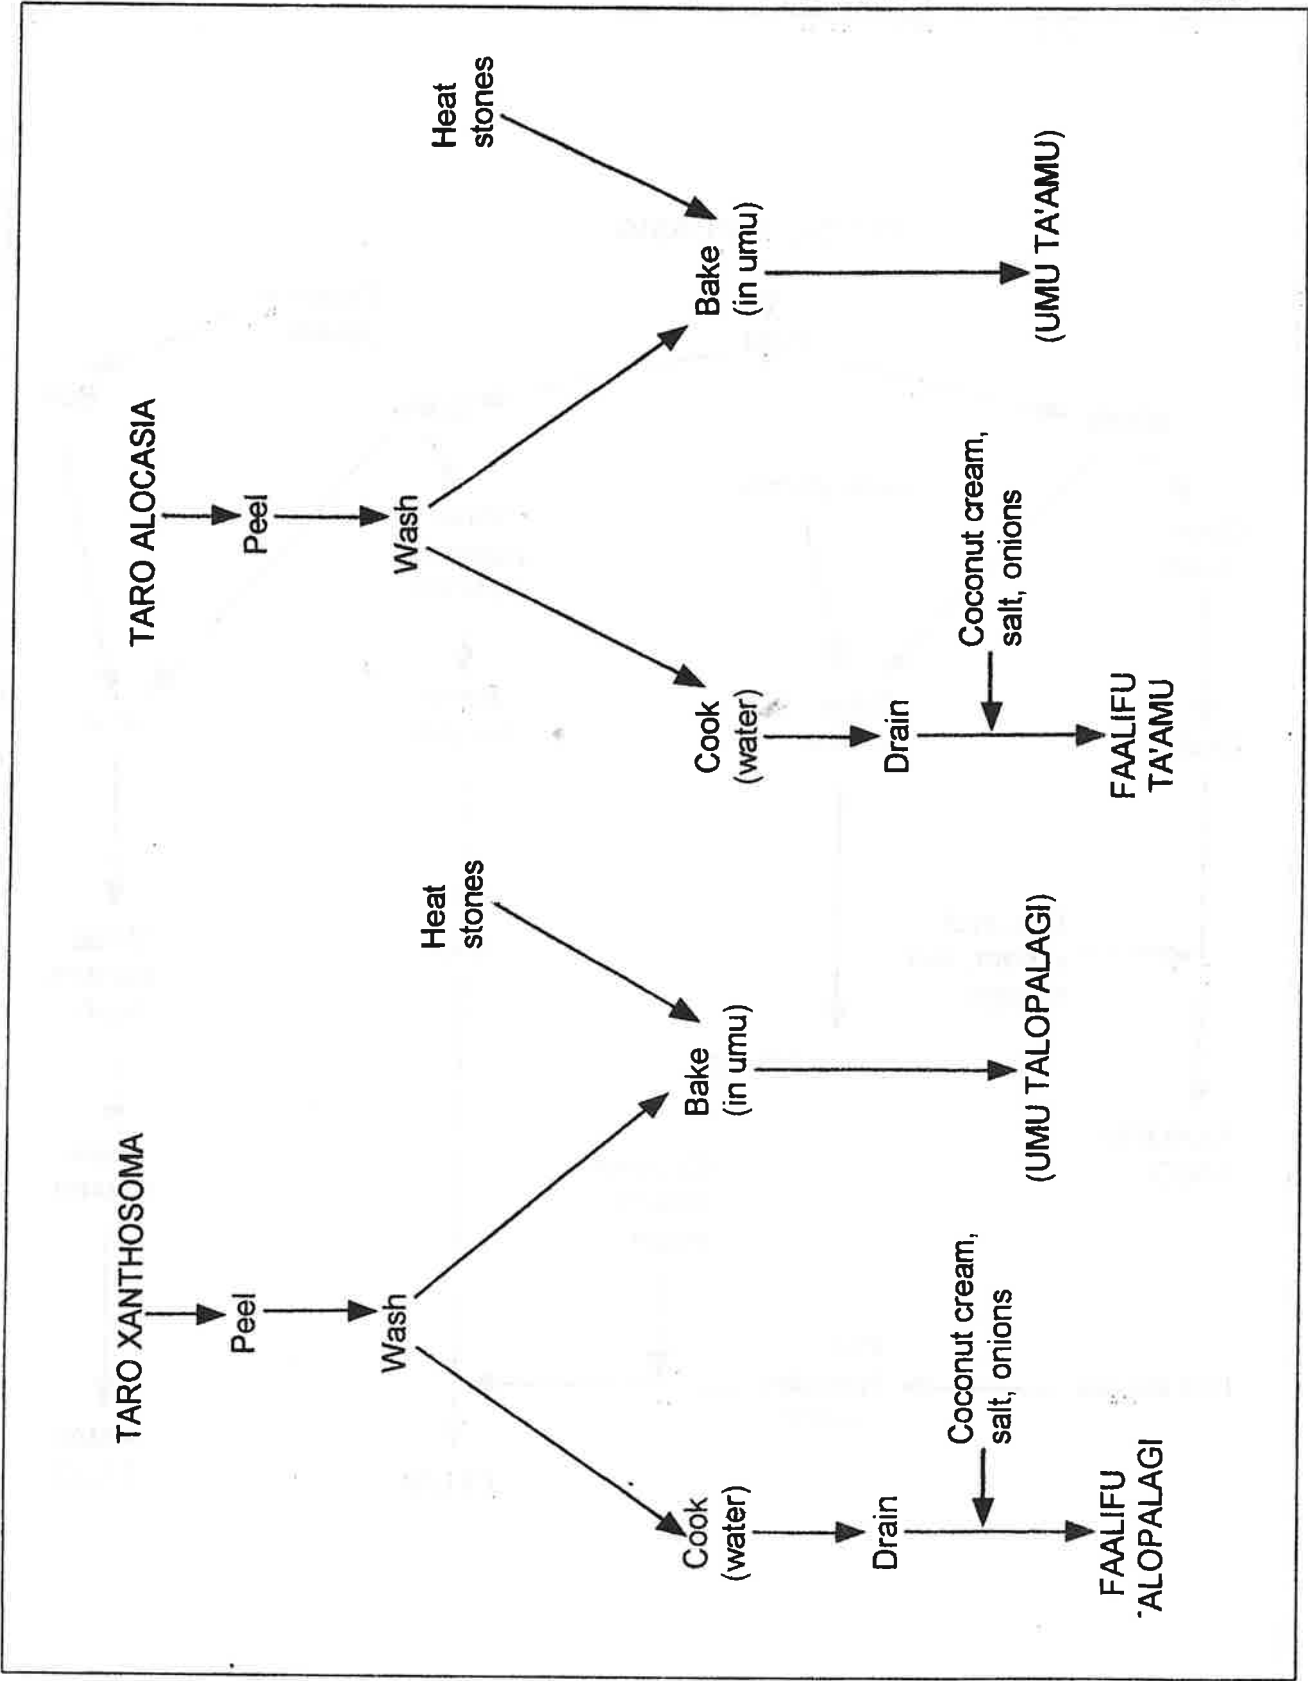 TARO XANTHOSOMA
Peel
Wash
Heat
stones
Cook
(water)
Bake
(in umu)
Drain
Coconut cream,
salt, onions
(UMU TALOPALAGI)
FAALIFU
TALOPALAGI
TARO ALOCASIA
Peel
Wash
Heat
stones
Cook
(water)
Bake
(in umu)
Drain
Coconut cream,
salt, onions
(UMU TA'AMU)
FAALIFU
TA'AMU